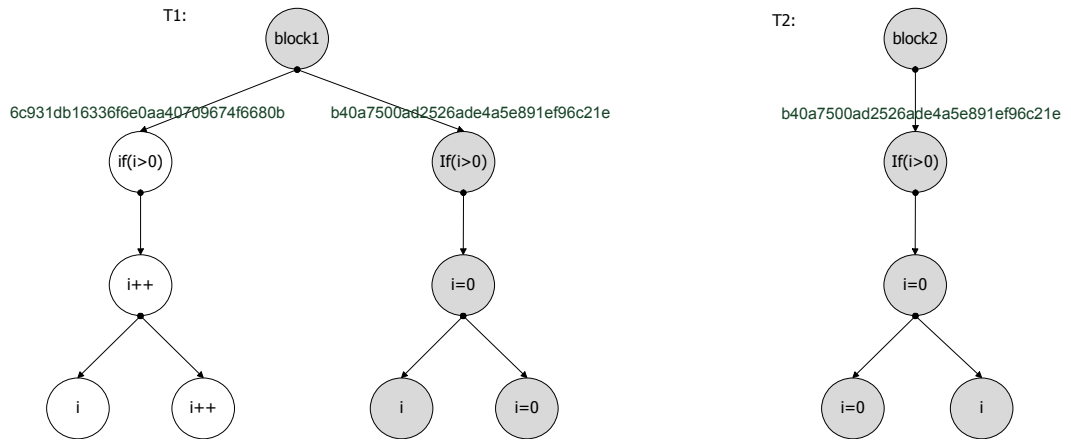 T1:
block1
6c931db16336f6e0aa40709674f6680b
b40a7500ad2526ade4a5e891ef96c21e
if(i>0)
If(i>0)
i++
i=0
i
i++
i
i=0
T2:
block2
b40a7500ad2526ade4a5e891ef96c21e
If(i>0)
i=0
i=0
i